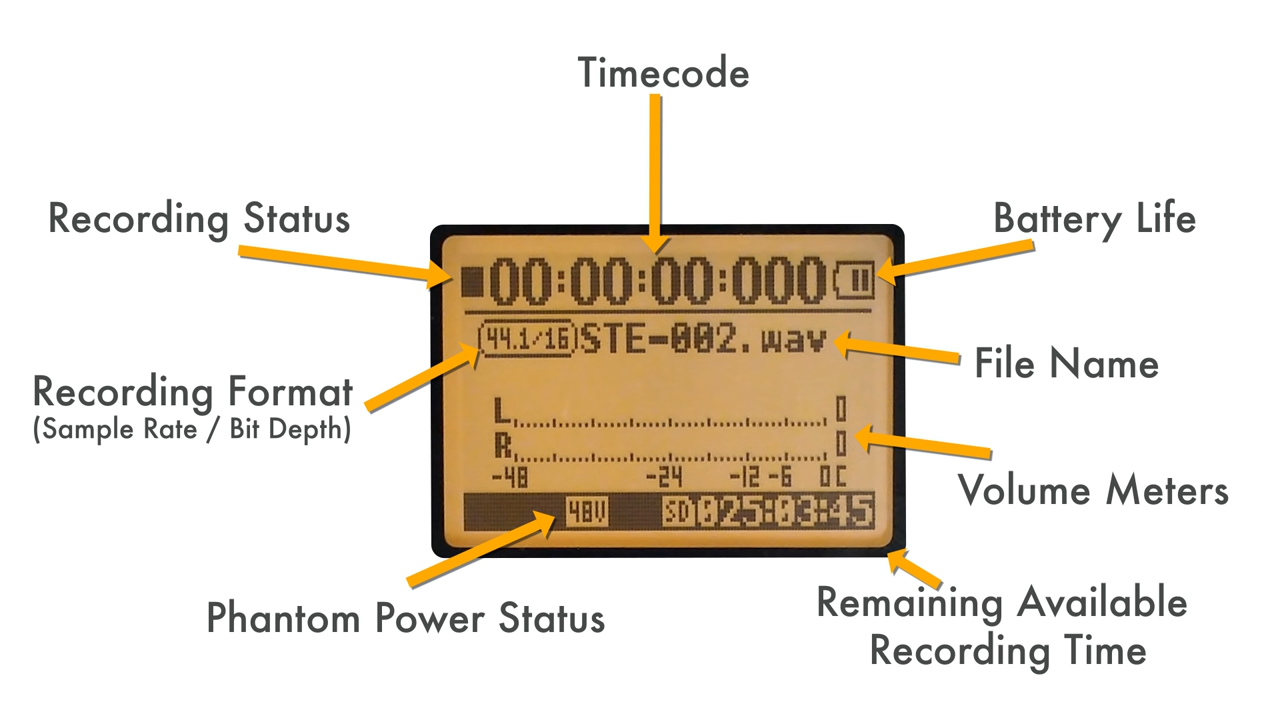 Timecode
Recording Status
Battery Life
00:00:00:000
44.1/16 STE-002.wav
File Name
Recording Format
(Sample Rate / Bit Depth)
L 0
R 0
-48 -24 -12 -6 0C
Volume Meters
48V SD 025:03:45
Phantom Power Status
Remaining Available
Recording Time